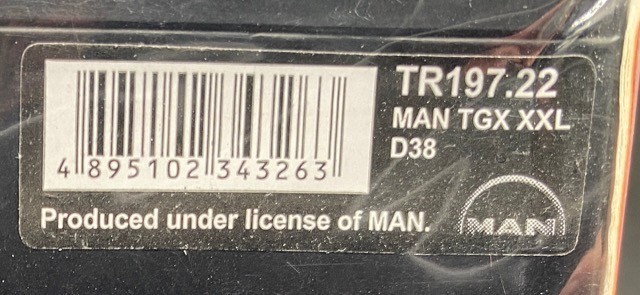 TR197.22
MAN TGX XXL
D38
4 895102 343263
Produced under license of MAN.
MAN